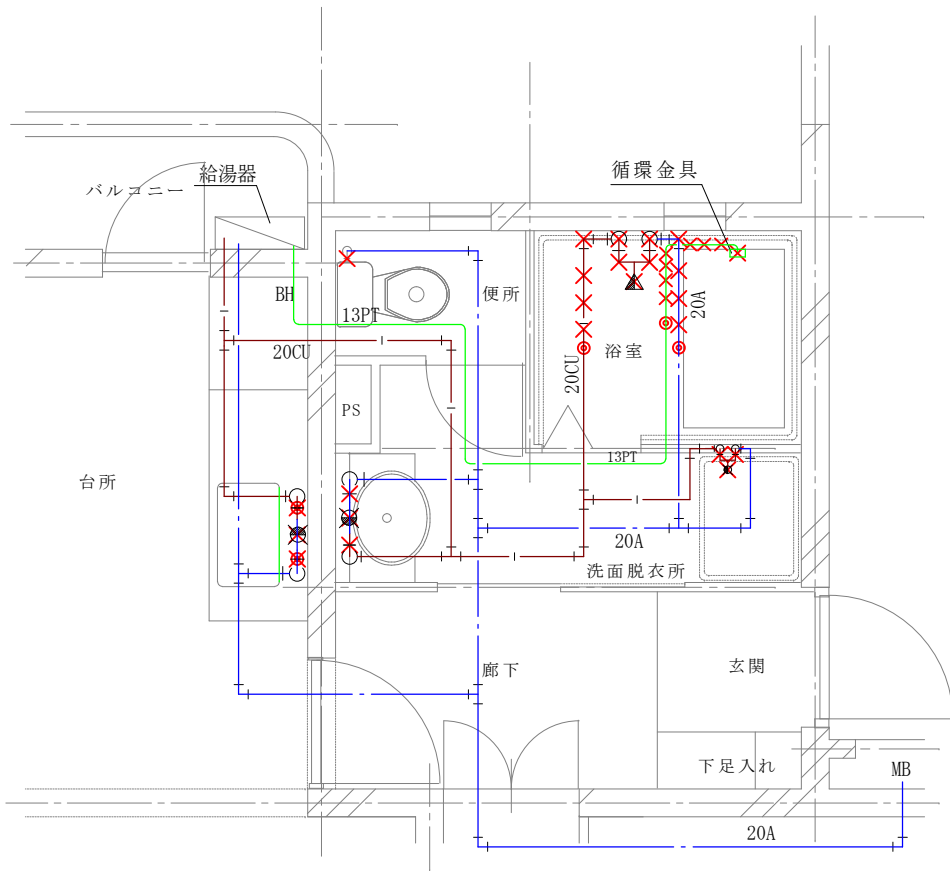 循環金具
給湯器
バルコニー
BH
便所
13PT
20A
20CU
浴室
20CU
PS
13PT
台所
20A
洗面脱衣所
廊下
玄関
下足入れ
MB
20A